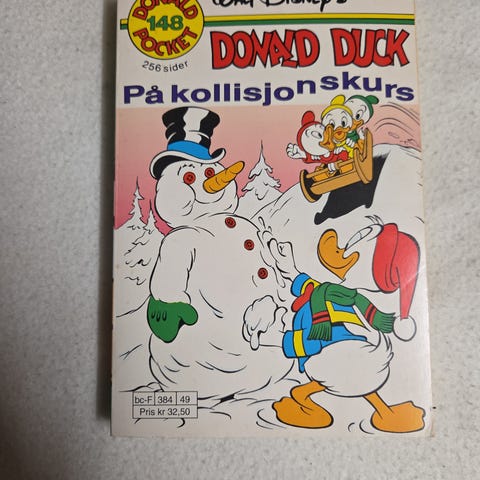 DONALD
148
POCKET
256 sider
Walt Disney's
DONALD DUCK
På kollisjonskurs
bc-F 384 49
Pris kr 32,50